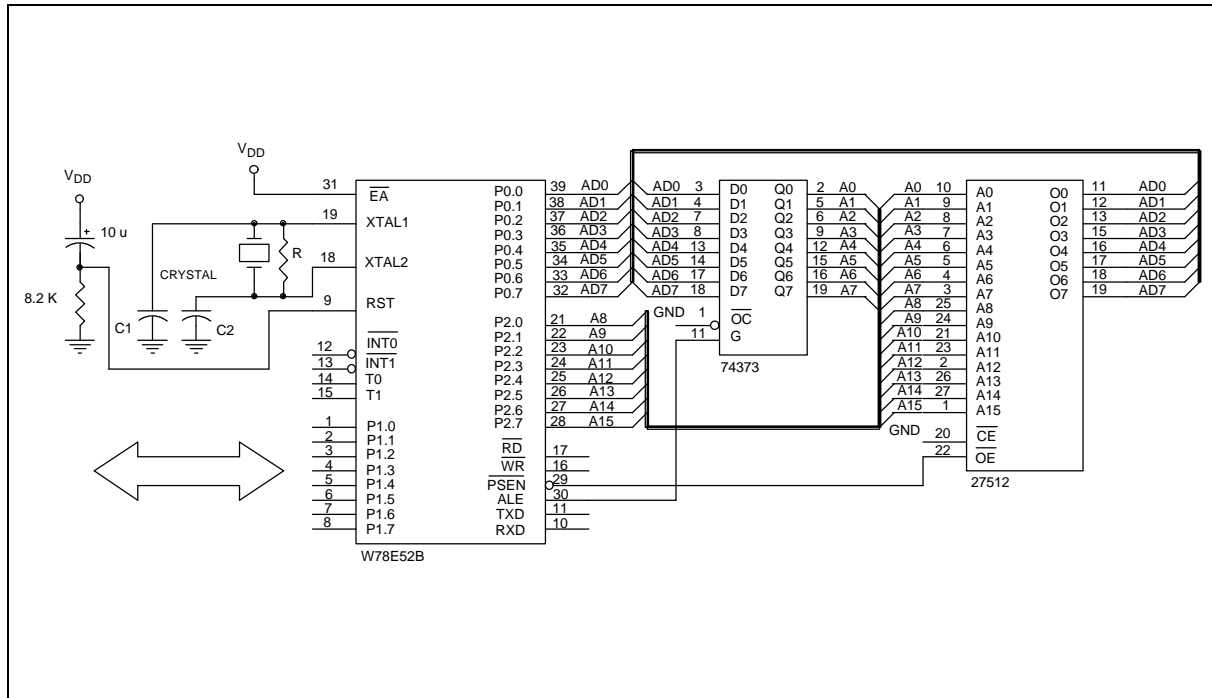 VDD
VDD
10 u
8.2 K
CRYSTAL
C1
C2
R
31
19
18
9
12
13
14
15
1
2
3
4
5
6
7
8
EA
XTAL1
XTAL2
RST
INT0
INT1
T0
T1
P1.0
P1.1
P1.2
P1.3
P1.4
P1.5
P1.6
P1.7
P0.0 39 AD0
P0.1 38 AD1
P0.2 37 AD2
P0.3 36 AD3
P0.4 35 AD4
P0.5 34 AD5
P0.6 33 AD6
P0.7 32 AD7
P2.0 21 A8
P2.1 22 A9
P2.2 23 A10
P2.3 24 A11
P2.4 25 A12
P2.5 26 A13
P2.6 27 A14
P2.7 28 A15
RD 17
WR 16
PSEN 29
ALE 30
TXD 11
RXD 10
W78E52B
AD0 3 D0 Q0 2 A0
AD1 4 D1 Q1 5 A1
AD2 7 D2 Q2 6 A2
AD3 8 D3 Q3 9 A3
AD4 13 D4 Q4 12 A4
AD5 14 D5 Q5 15 A5
AD6 17 D6 Q6 16 A6
AD7 18 D7 Q7 19 A7
GND 1 OC
11 G
74373
A0 10 A0 O0 11 AD0
A1 9 A1 O1 12 AD1
A2 8 A2 O2 13 AD2
A3 7 A3 O3 15 AD3
A4 6 A4 O4 16 AD4
A5 5 A5 O5 17 AD5
A6 4 A6 O6 18 AD6
A7 3 A7 O7 19 AD7
A8 25 A8
A9 24 A9
A10 21 A10
A11 23 A11
A12 2 A12
A13 26 A13
A14 27 A14
A15 1 A15
GND 20 CE
22 OE
27512